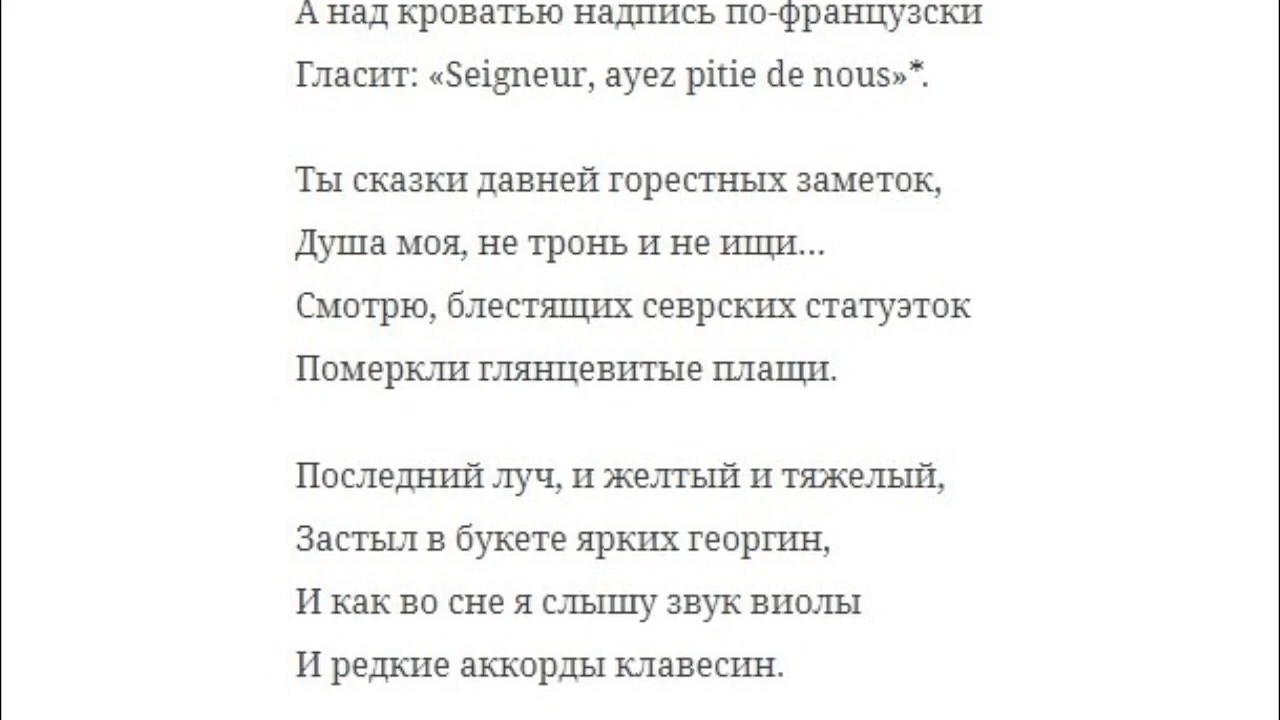 А над кроватью надпись по-французски
Гласит: «Seigneur, ayez pitie de nous»*.
Ты сказки давней горестных заметок,
Душа моя, не тронь и не ищи...
Смотрю, блестящих севрских статуэток
Померкли глянцевитые плащи.
Последний луч, и желтый и тяжелый,
Застыл в букете ярких георгин,
И как во сне я слышу звук виолы
И редкие аккорды клавесин.